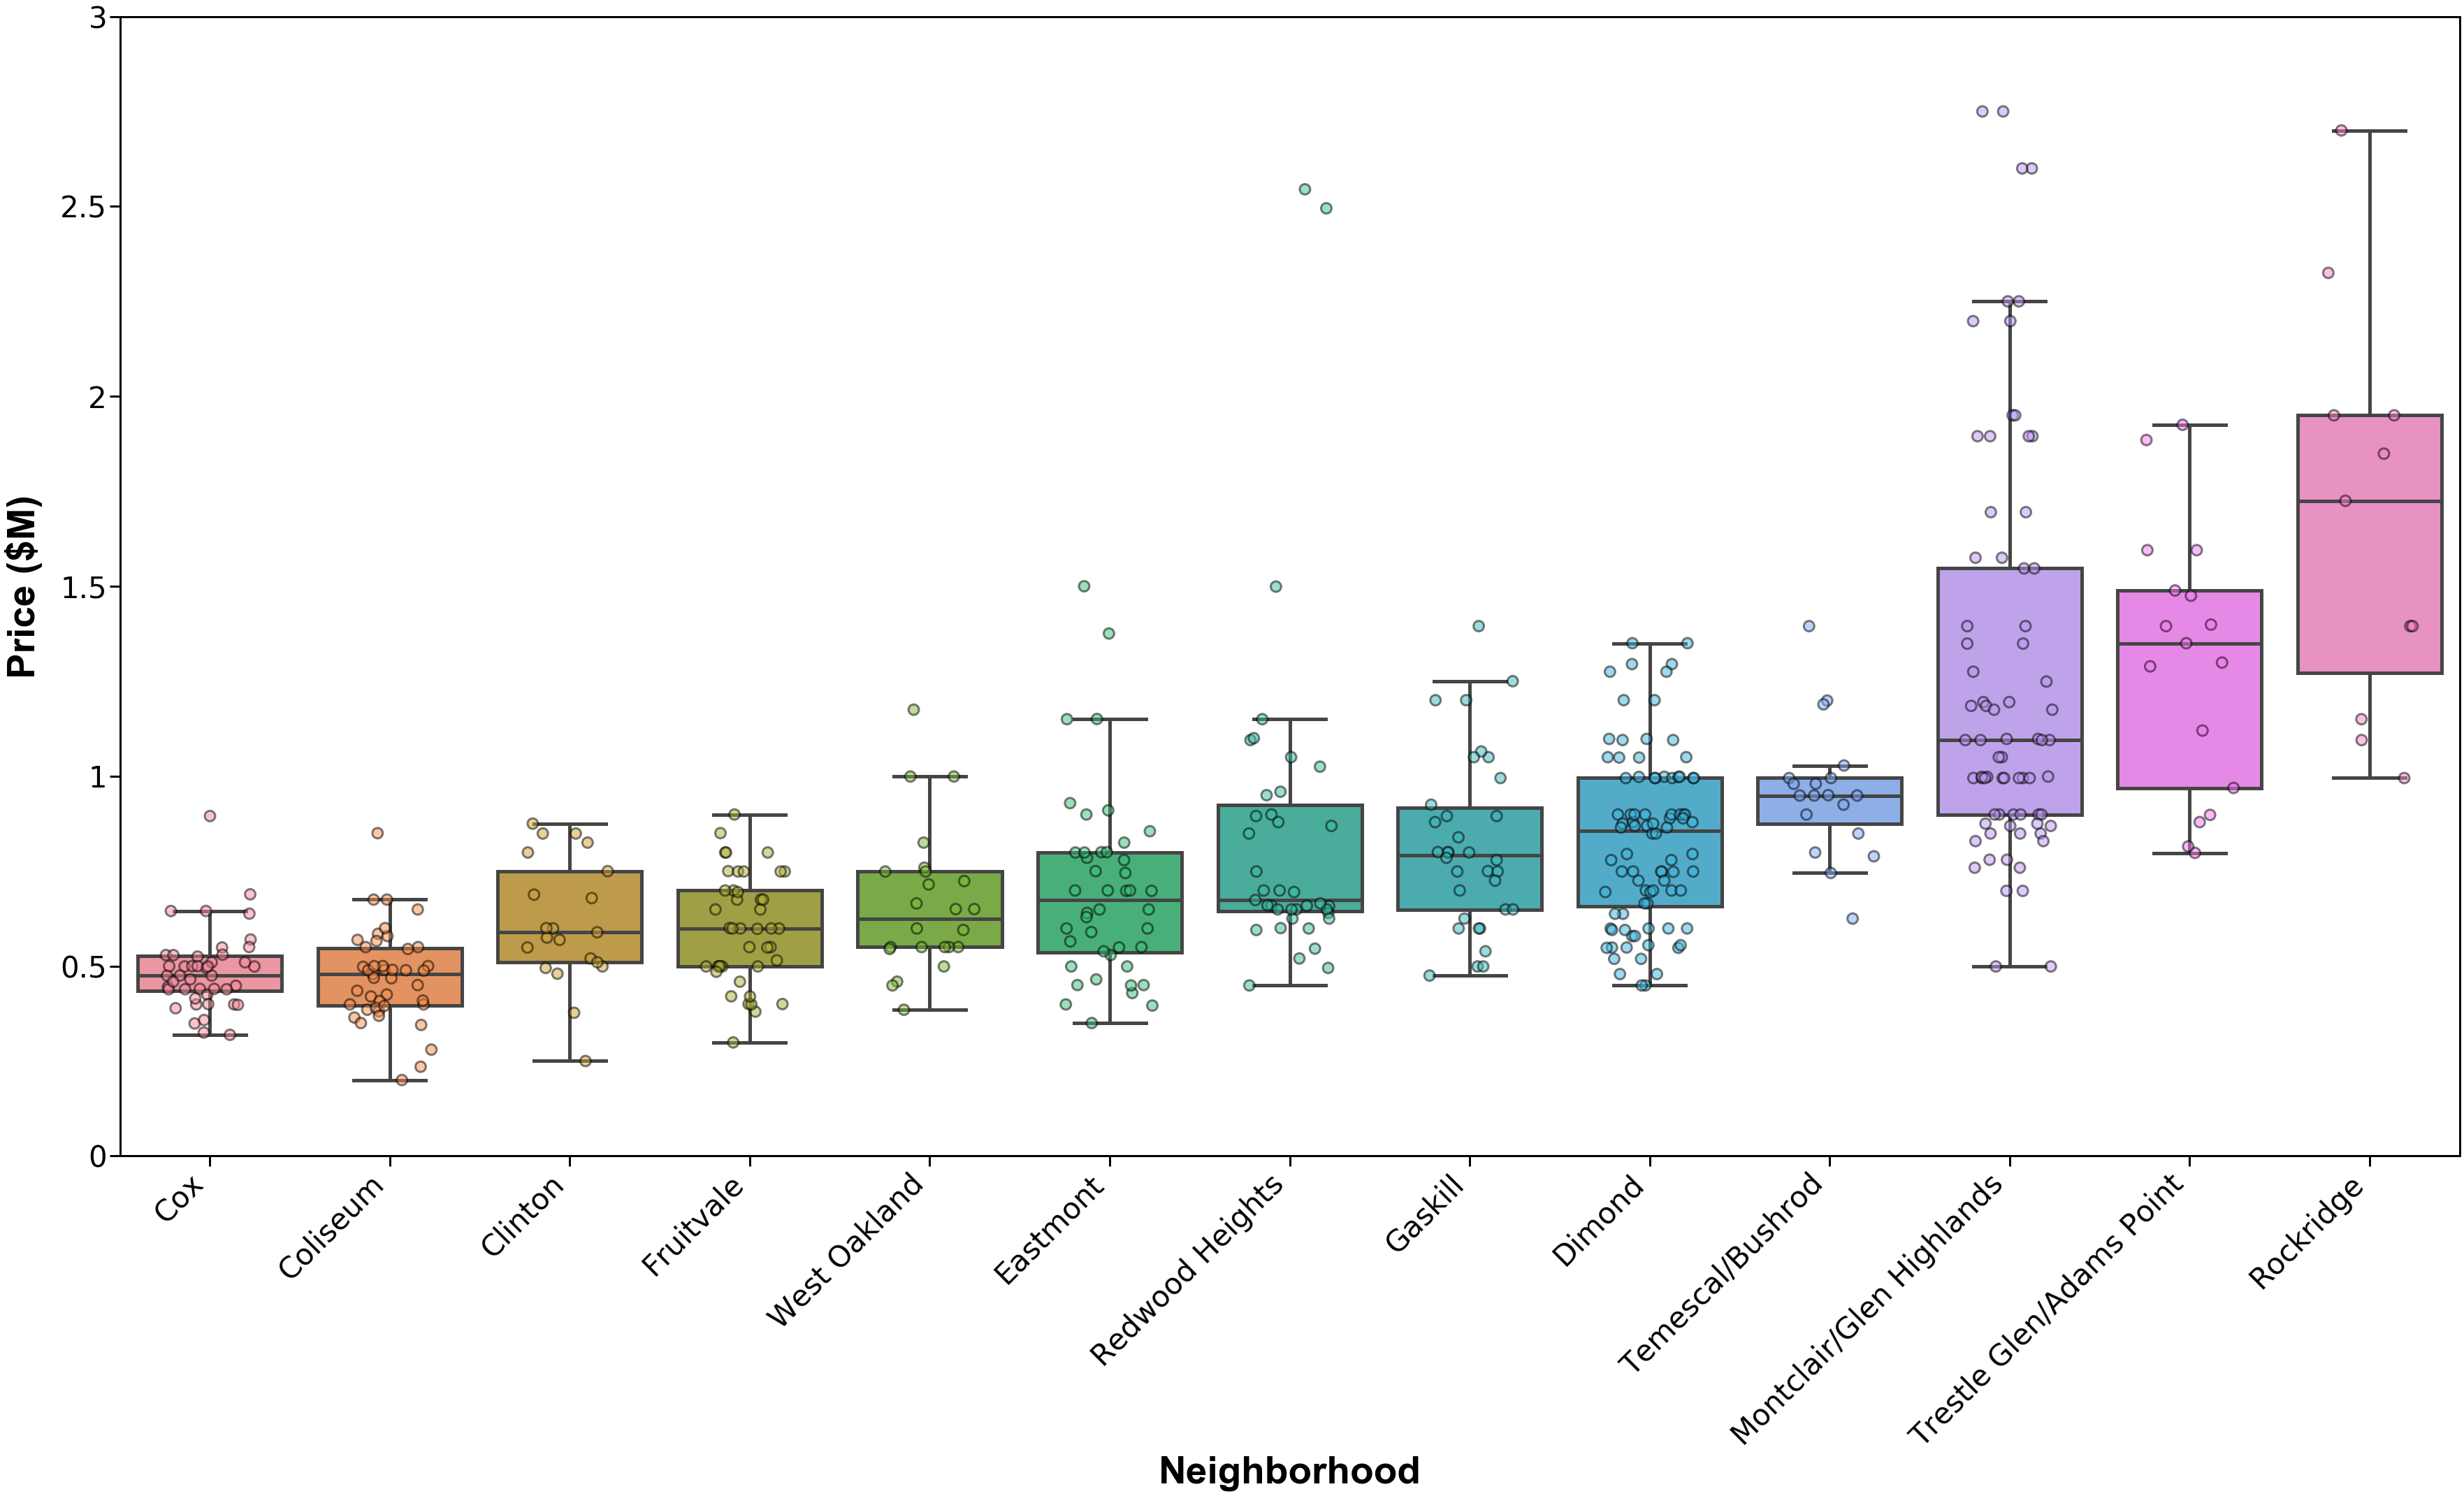 Price ($M)
3
2.5
2
1.5
1
0.5
0
Cox
Coliseum
Clinton
Fruitvale
West Oakland
Eastmont
Redwood Heights
Gaskill
Dimond
Temescal/Bushrod
Montclair/Glen Highlands
Trestle Glen/Adams Point
Rockridge
Neighborhood